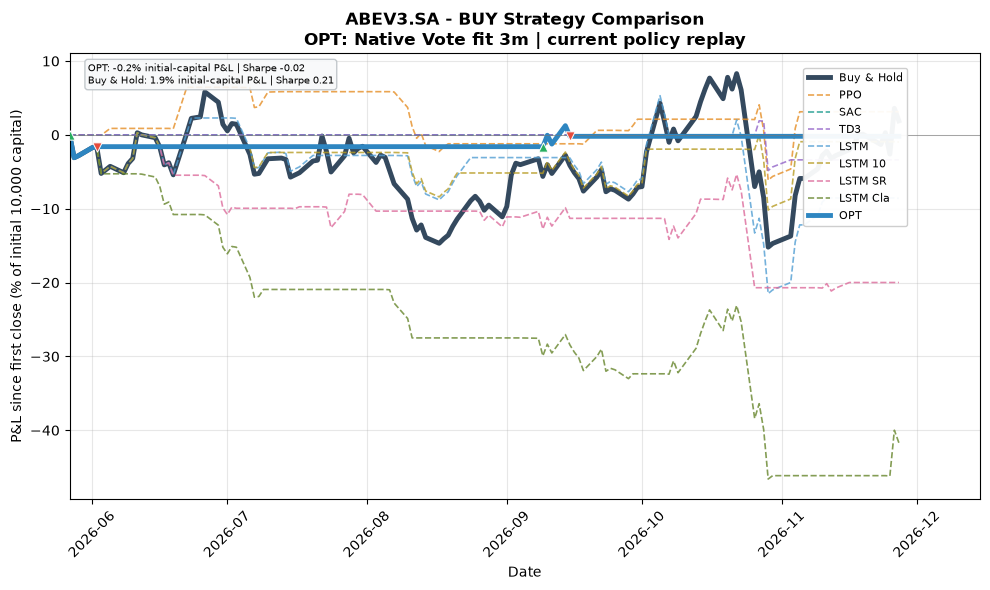 ABEV3.SA - BUY Strategy Comparison
OPT: Native Vote fit 3m | current policy replay
OPT: -0.2% initial-capital P&L | Sharpe -0.02
Buy & Hold: 1.9% initial-capital P&L | Sharpe 0.21
Buy & Hold
PPO
SAC
TD3
LSTM
LSTM 10
LSTM SR
LSTM Cla
OPT
P&L since first close (% of initial 10,000 capital)
10
0
−10
−20
−30
−40
2026-06
2026-07
2026-08
2026-09
2026-10
2026-11
2026-12
Date